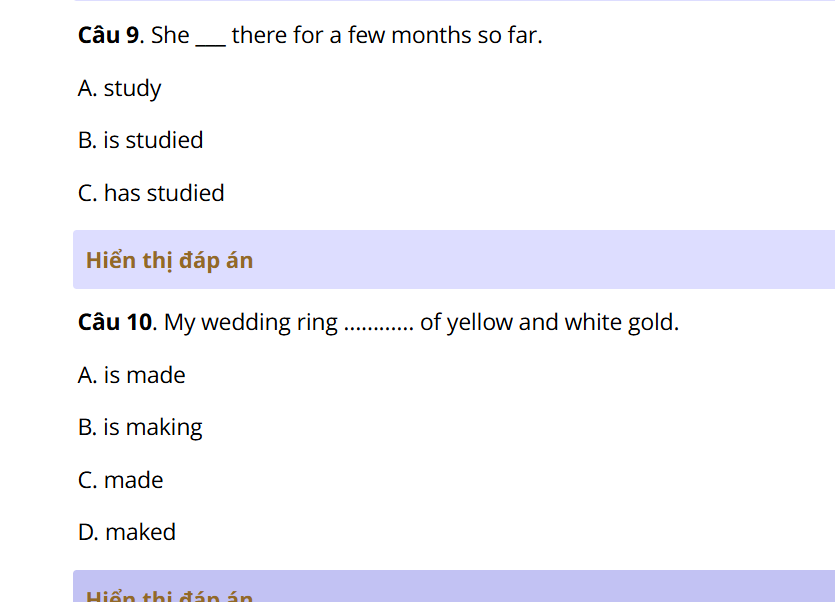 Câu 9. She ___ there for a few months so far.
A. study
B. is studied
C. has studied
Hiển thị đáp án
Câu 10. My wedding ring ............ of yellow and white gold.
A. is made
B. is making
C. made
D. maked
Hiển thị đáp án